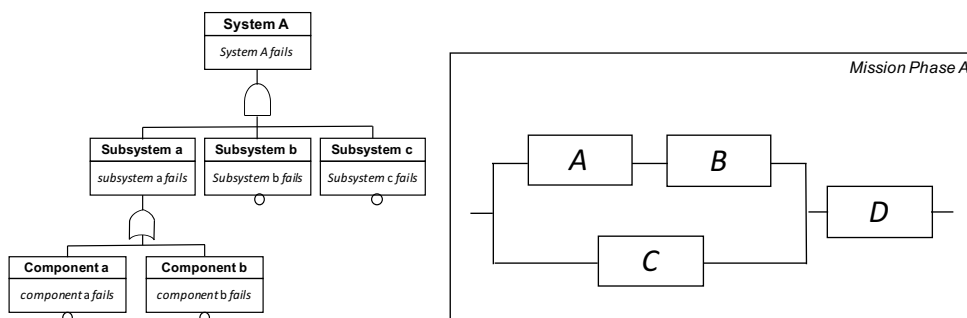 System A
System A fails
Mission Phase A
Subsystem a
Subsystem b
Subsystem c
subsystem a fails
Subsystem b fails
Subsystem c fails
A
B
D
C
Component a
Component b
component a fails
component b fails